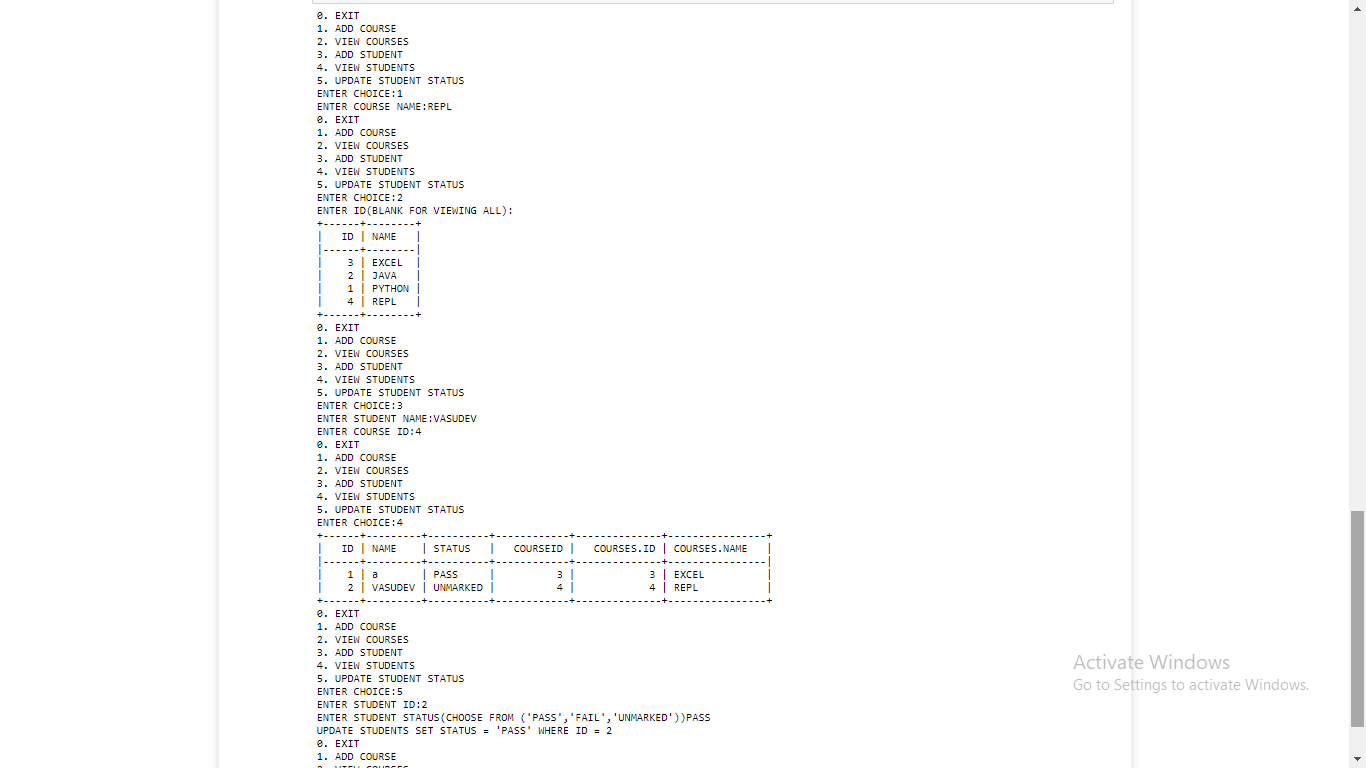 0. EXIT
1. ADD COURSE
2. VIEW COURSES
3. ADD STUDENT
4. VIEW STUDENTS
5. UPDATE STUDENT STATUS
ENTER CHOICE:1
ENTER COURSE NAME:REPL
0. EXIT
1. ADD COURSE
2. VIEW COURSES
3. ADD STUDENT
4. VIEW STUDENTS
5. UPDATE STUDENT STATUS
ENTER CHOICE:2
ENTER ID(BLANK FOR VIEWING ALL):
+------+--------+
|   ID | NAME   |
|------+--------|
|    3 | EXCEL  |
|    2 | JAVA   |
|    1 | PYTHON |
|    4 | REPL   |
+------+--------+
0. EXIT
1. ADD COURSE
2. VIEW COURSES
3. ADD STUDENT
4. VIEW STUDENTS
5. UPDATE STUDENT STATUS
ENTER CHOICE:3
ENTER STUDENT NAME:VASUDEV
ENTER COURSE ID:4
0. EXIT
1. ADD COURSE
2. VIEW COURSES
3. ADD STUDENT
4. VIEW STUDENTS
5. UPDATE STUDENT STATUS
ENTER CHOICE:4
+------+---------+----------+------------+--------------+----------------+
|   ID | NAME    | STATUS   |   COURSEID |   COURSES.ID | COURSES.NAME   |
|------+---------+----------+------------+--------------+----------------|
|    1 | a       | PASS     |          3 |            3 | EXCEL          |
|    2 | VASUDEV | UNMARKED |          4 |            4 | REPL           |
+------+---------+----------+------------+--------------+----------------+
0. EXIT
1. ADD COURSE
2. VIEW COURSES
3. ADD STUDENT
4. VIEW STUDENTS
5. UPDATE STUDENT STATUS
ENTER CHOICE:5
ENTER STUDENT ID:2
ENTER STUDENT STATUS(CHOOSE FROM ('PASS','FAIL','UNMARKED'))PASS
UPDATE STUDENTS SET STATUS = 'PASS' WHERE ID = 2
0. EXIT
1. ADD COURSE
Activate Windows
Go to Settings to activate Windows.